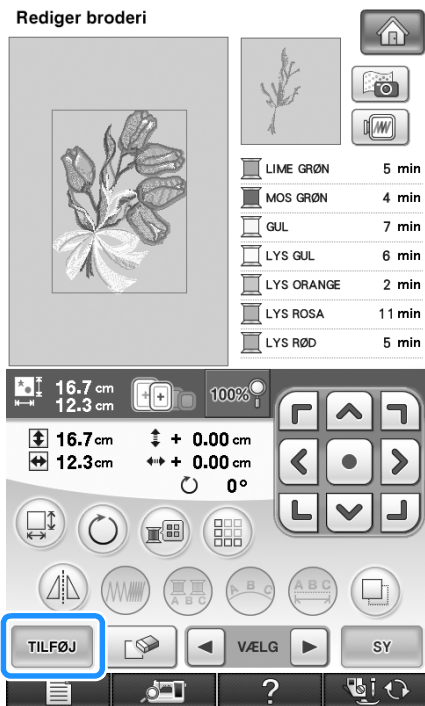 Rediger broderi
LIME GRØN 5 min
MOS GRØN 4 min
GUL 7 min
LYS GUL 6 min
LYS ORANGE 2 min
LYS ROSA 11 min
LYS RØD 5 min
16.7 cm
12.3 cm
100%
16.7 cm + 0.00 cm
12.3 cm + 0.00 cm
0°
A B C
A B C
A B C
TILFØJ
VÆLG
SY
?